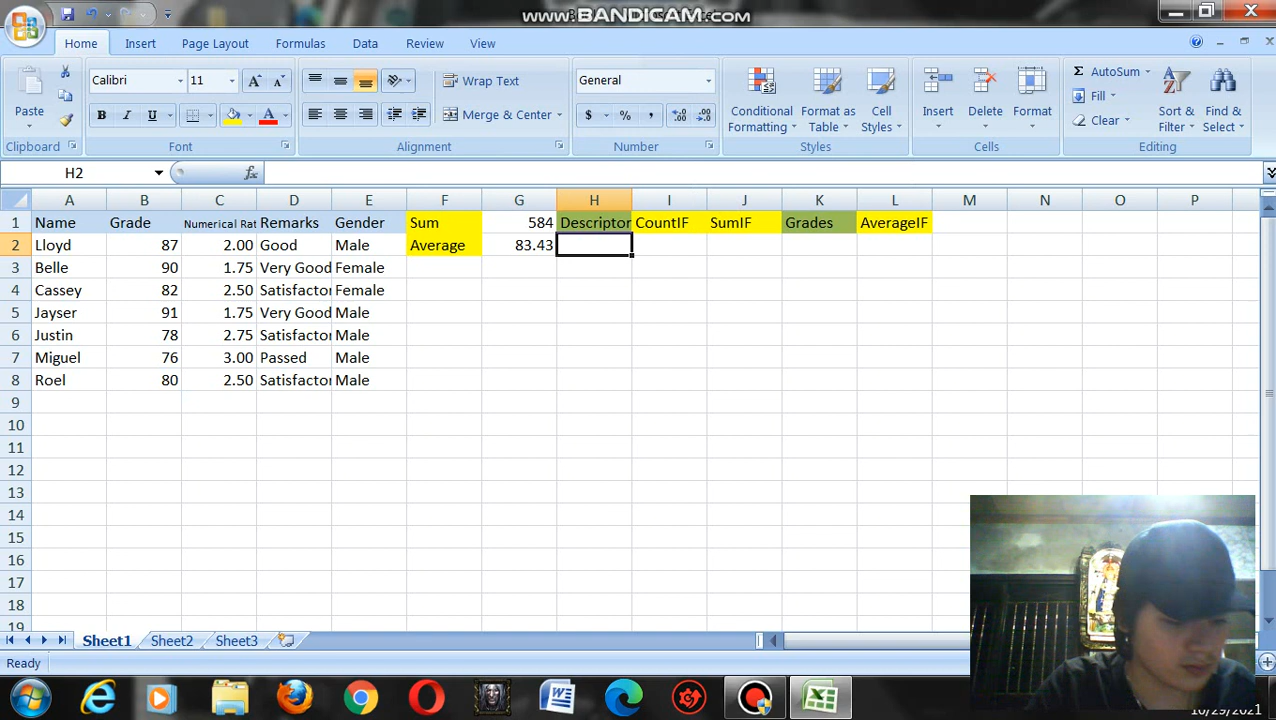 www.BANDICAM.com
Home Insert Page Layout Formulas Data Review View
Paste Calibri 11 Wrap Text General Conditional Formatting Format as Table Cell Styles Insert Delete Format AutoSum Fill Clear Sort & Filter Find & Select
B I U A Merge & Center $ % ,
Clipboard Font Alignment Number Styles Cells Editing
H2 fx
A B C D E F G H I J K L M N O P
1 Name Grade Numerical Rat Remarks Gender Sum 584 Descriptor CountIF SumIF Grades AverageIF
2 Lloyd 87 2.00 Good Male Average 83.43
3 Belle 90 1.75 Very Good Female
4 Cassey 82 2.50 Satisfactor Female
5 Jayser 91 1.75 Very Good Male
6 Justin 78 2.75 Satisfactor Male
7 Miguel 76 3.00 Passed Male
8 Roel 80 2.50 Satisfactor Male
9
10
11
12
13
14
15
16
17
18
19
Sheet1 Sheet2 Sheet3
Ready
10/29/2021